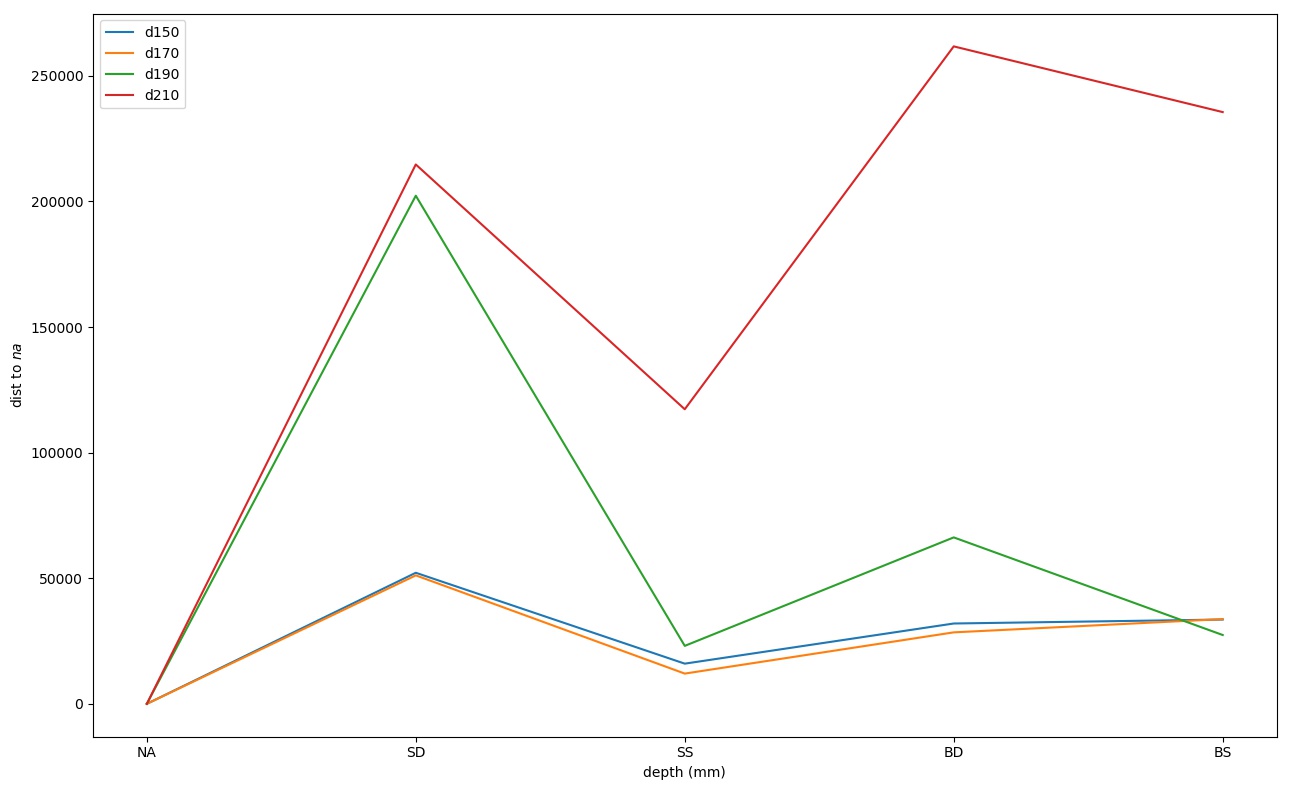 d150
d170
d190
d210
250000
200000
150000
100000
50000
0
dist to na
NA SD SS BD BS
depth (mm)